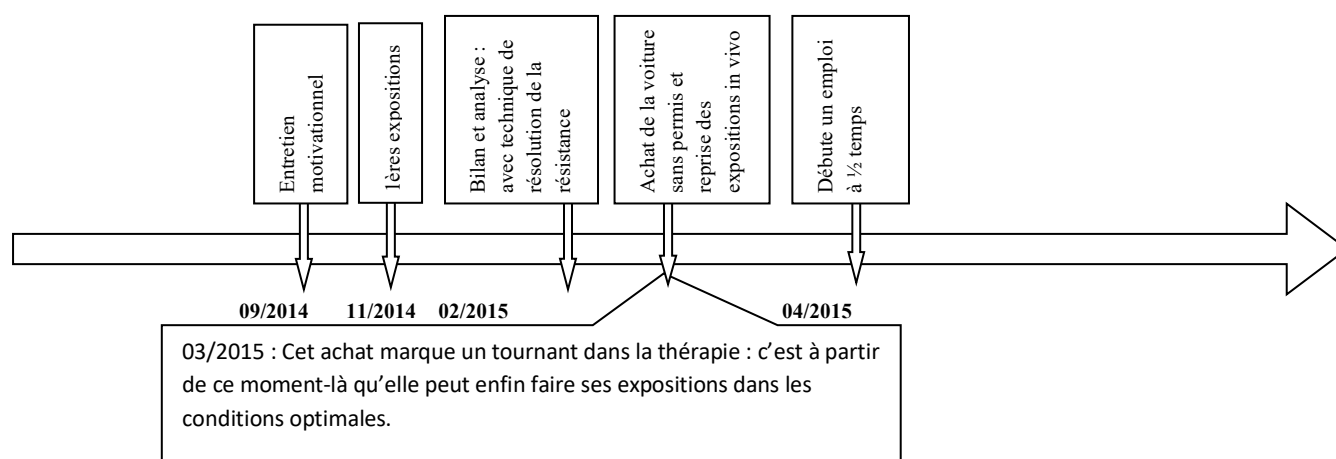 Entretien
motivationnel
1ères expositions
Bilan et analyse :
avec technique de
résolution de la
résistance
Achat de la voiture
sans permis et
reprise des
expositions in vivo
Débute un emploi
à ½ temps
09/2014
11/2014
02/2015
04/2015
03/2015 : Cet achat marque un tournant dans la thérapie : c’est à partir
de ce moment-là qu’elle peut enfin faire ses expositions dans les
conditions optimales.